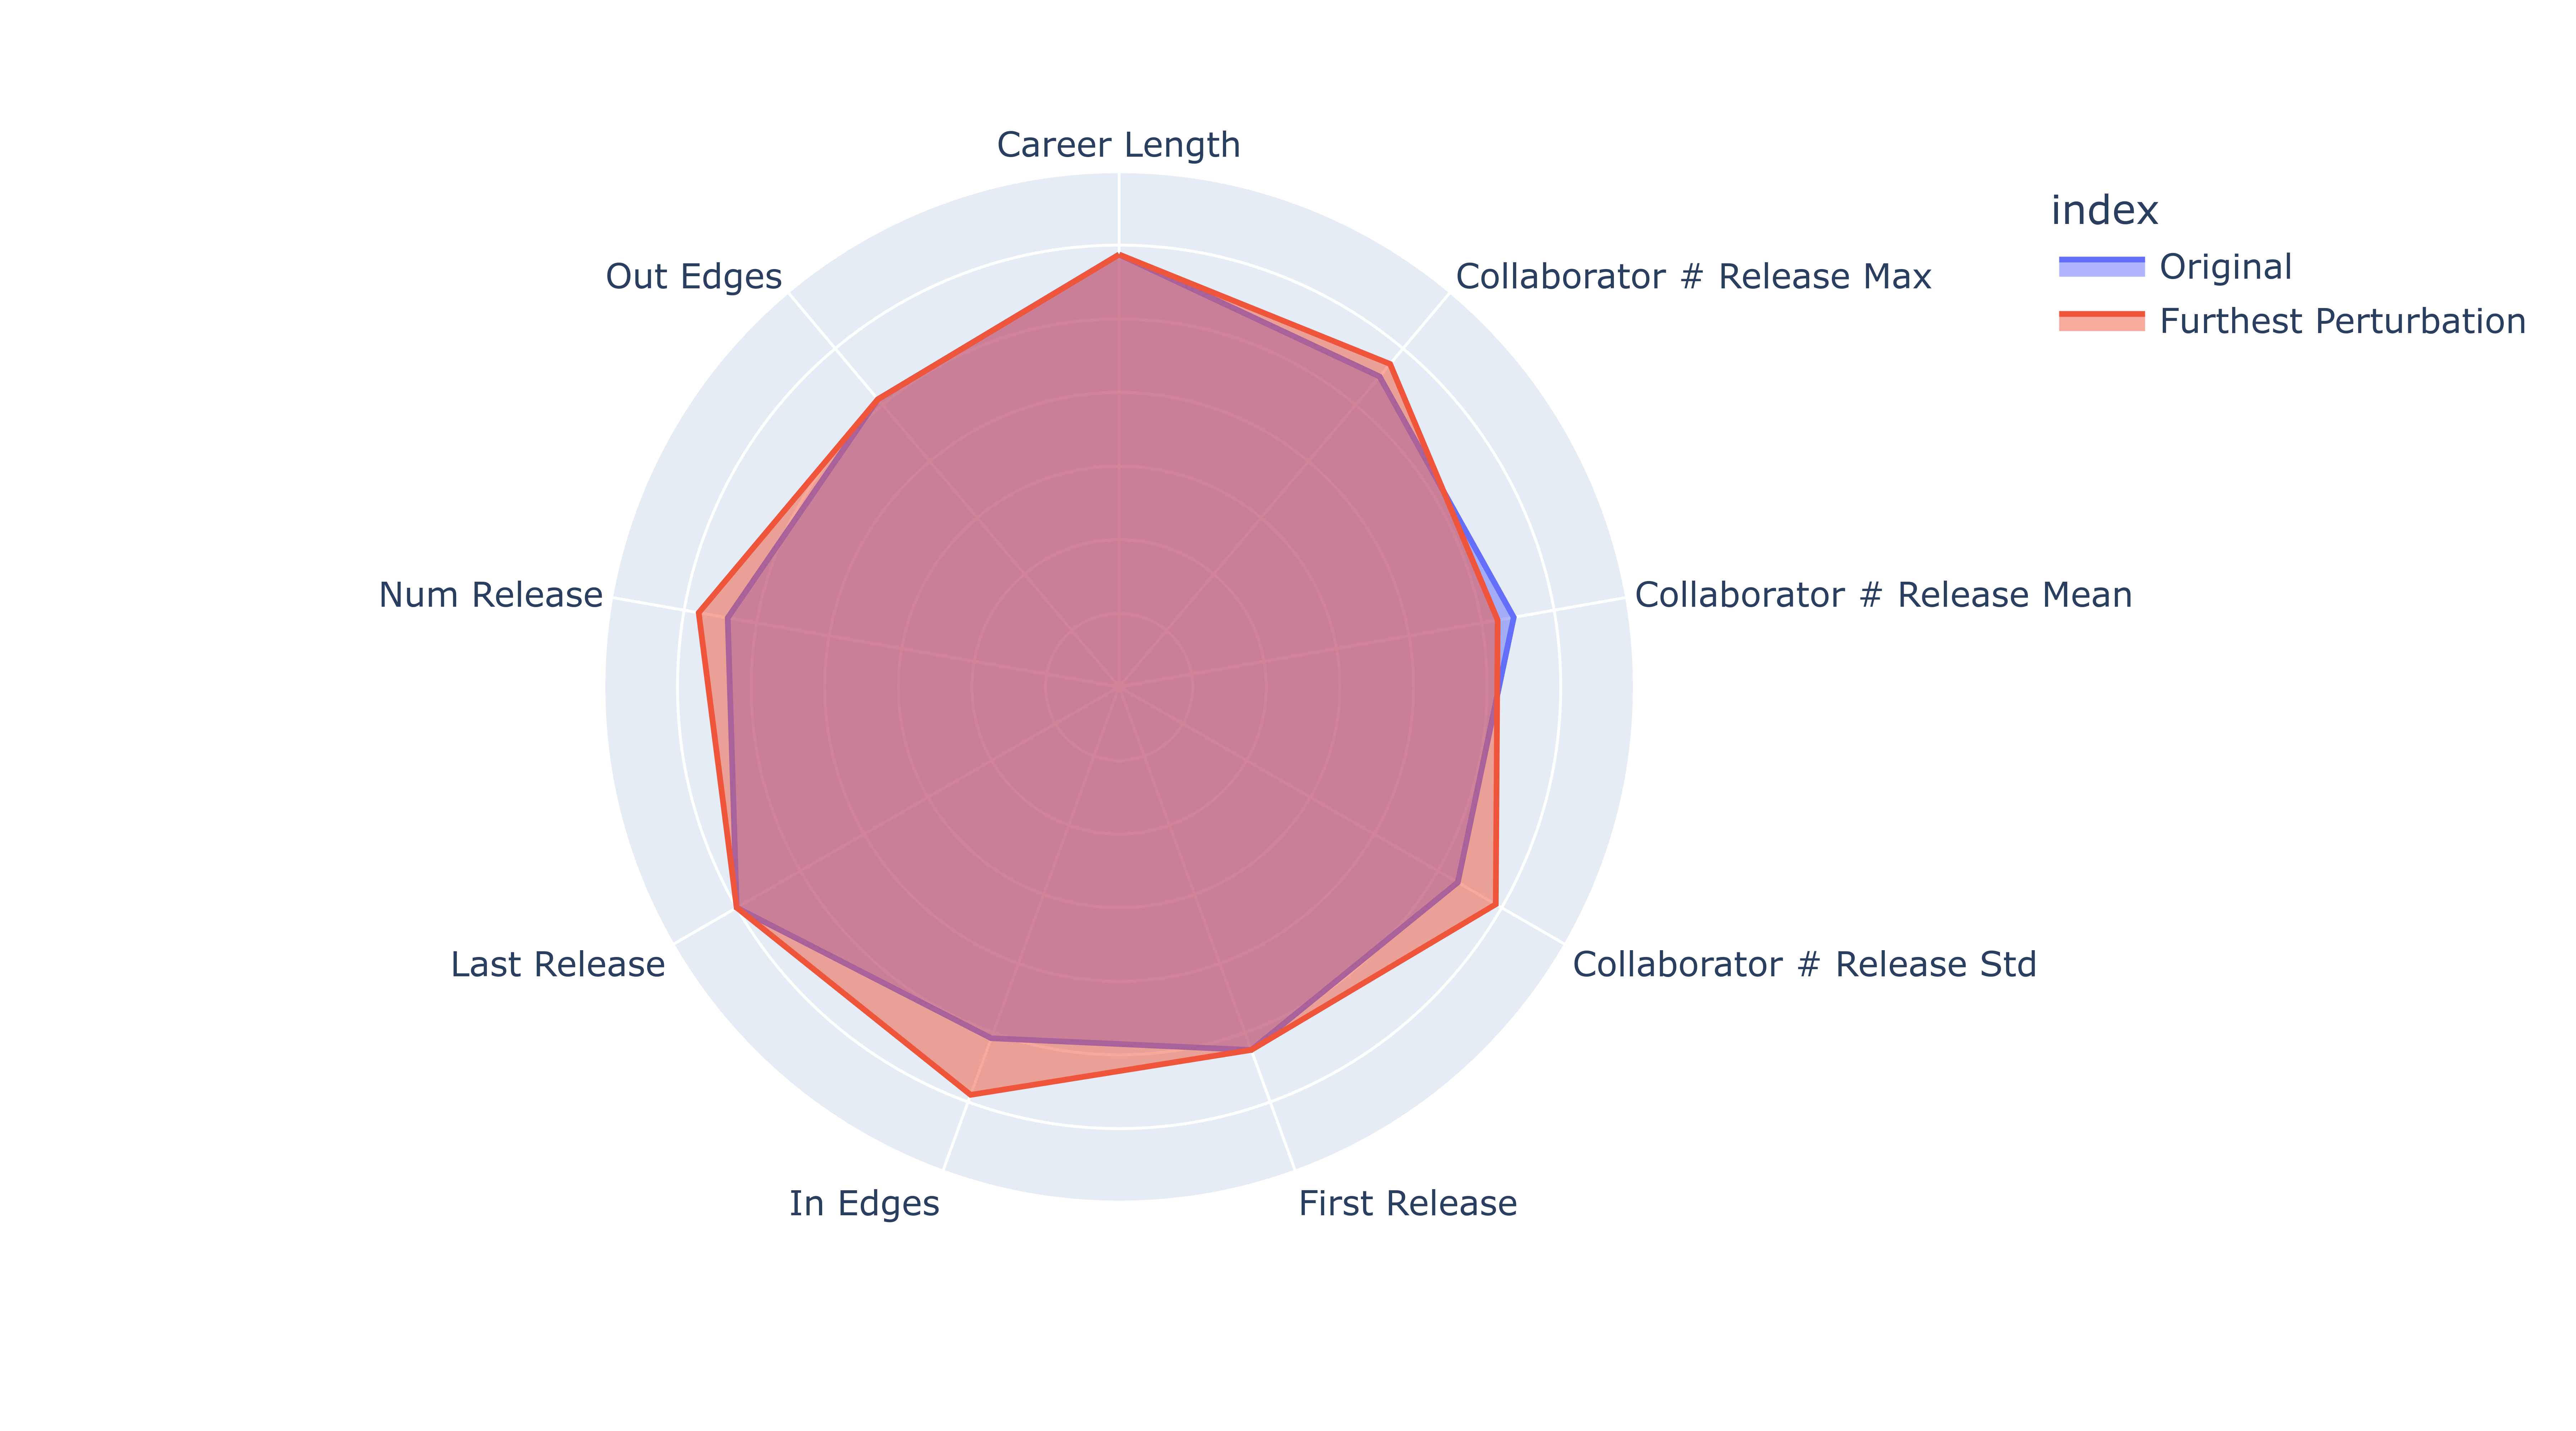 Career Length
Out Edges
Collaborator # Release Max
Num Release
Collaborator # Release Mean
Last Release
Collaborator # Release Std
In Edges
First Release
index
Original
Furthest Perturbation